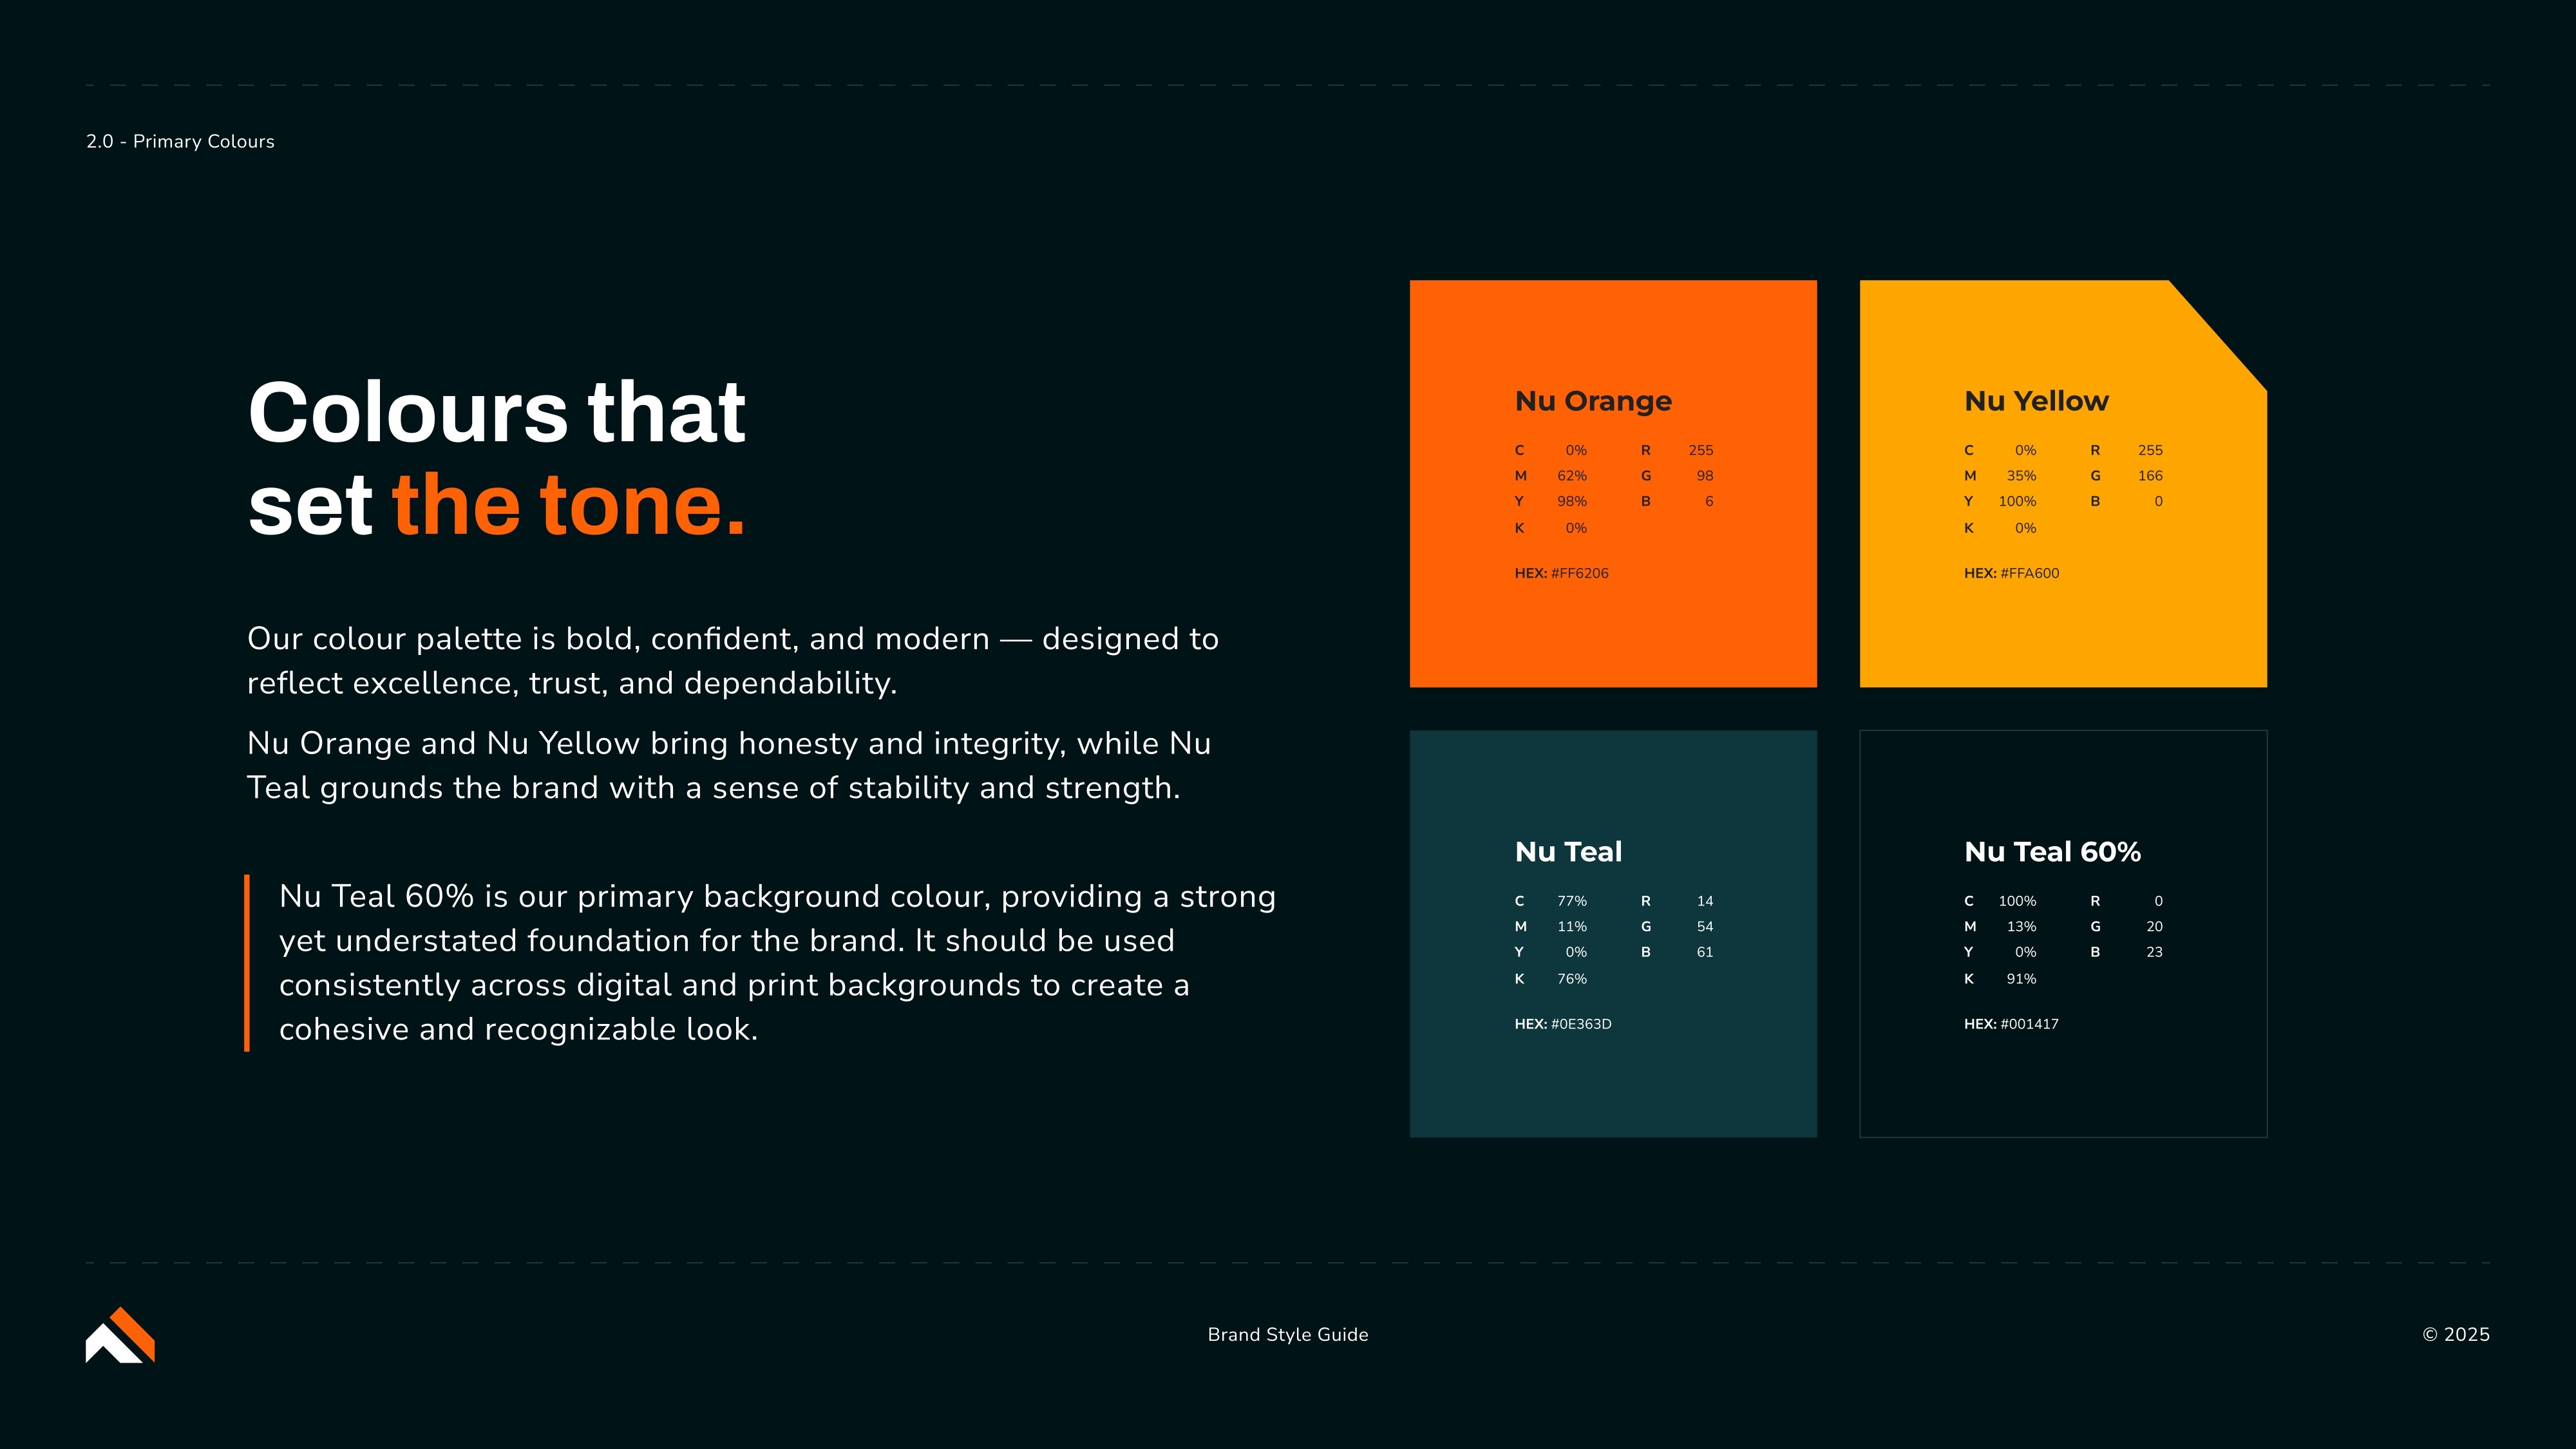 2.0 - Primary Colours
Colours that
set the tone.
Our colour palette is bold, confident, and modern — designed to
reflect excellence, trust, and dependability.
Nu Orange and Nu Yellow bring honesty and integrity, while Nu
Teal grounds the brand with a sense of stability and strength.
Nu Teal 60% is our primary background colour, providing a strong
yet understated foundation for the brand. It should be used
consistently across digital and print backgrounds to create a
cohesive and recognizable look.
Nu Orange
C 0% R 255
M 62% G 98
Y 98% B 6
K 0%
HEX: #FF6206
Nu Yellow
C 0% R 255
M 35% G 166
Y 100% B 0
K 0%
HEX: #FFA600
Nu Teal
C 77% R 14
M 11% G 54
Y 0% B 61
K 76%
HEX: #0E363D
Nu Teal 60%
C 100% R 0
M 13% G 20
Y 0% B 23
K 91%
HEX: #001417
Brand Style Guide
© 2025